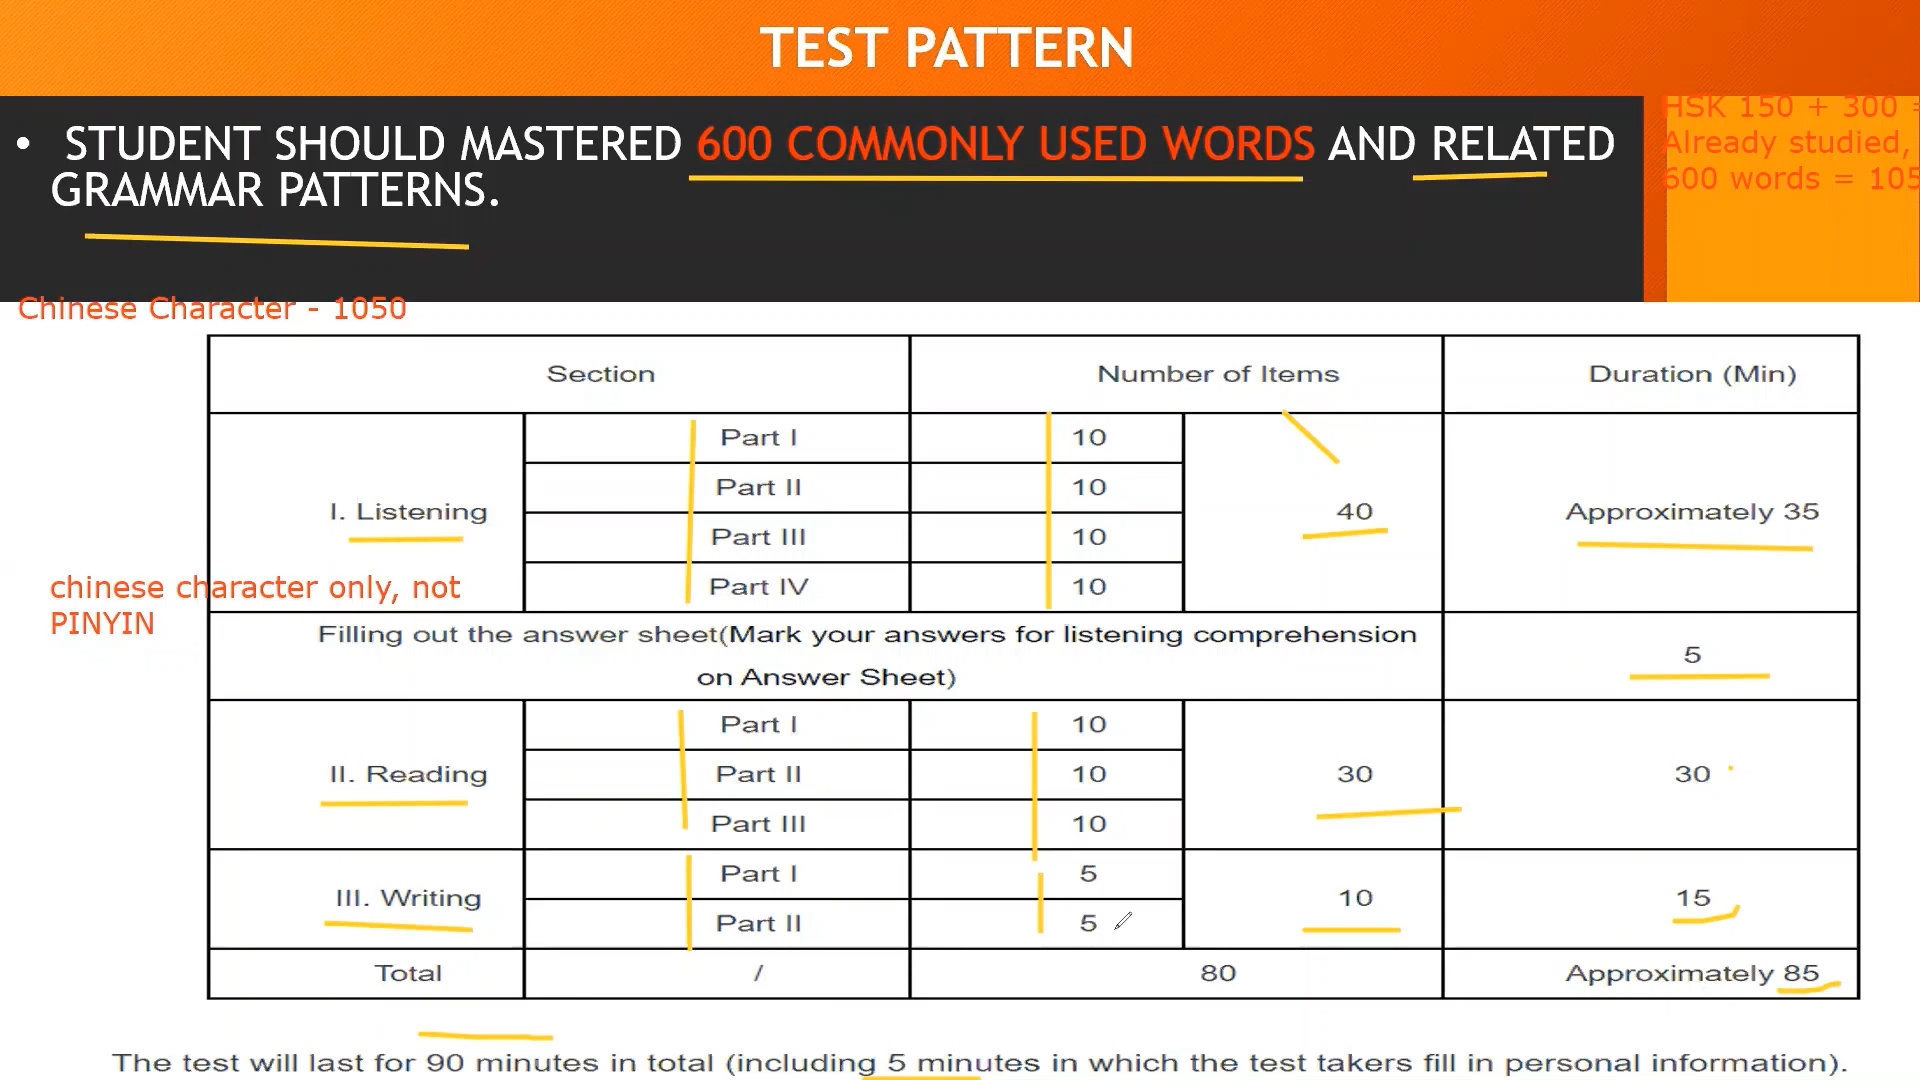 TEST PATTERN
• STUDENT SHOULD MASTERED 600 COMMONLY USED WORDS AND RELATED
GRAMMAR PATTERNS.
HSK 150 + 300 =
Already studied,
600 words = 105
Chinese Character - 1050
Section Number of Items Duration (Min)
I. Listening
Part I 10
Part II 10
Part III 10
Part IV 10
40
Approximately 35
chinese character only, not
PINYIN
Filling out the answer sheet(Mark your answers for listening comprehension
on Answer Sheet)
5
II. Reading
Part I 10
Part II 10
Part III 10
30
30
III. Writing
Part I 5
Part II 5
10
15
Total / 80 Approximately 85
The test will last for 90 minutes in total (including 5 minutes in which the test takers fill in personal information).